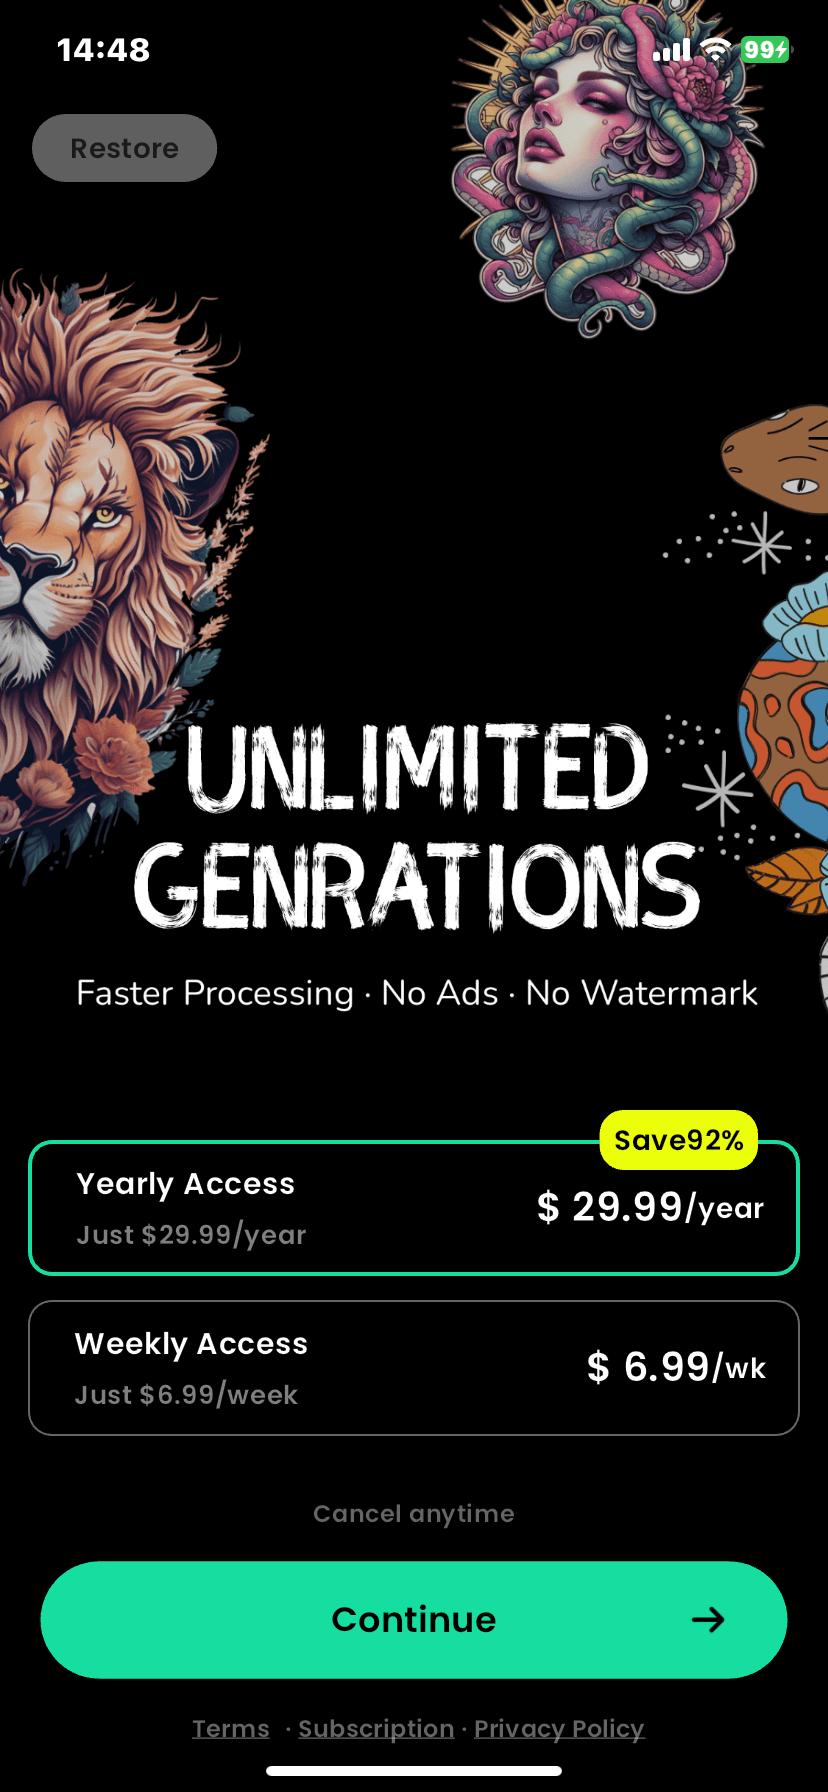 14:48
99
Restore
UNLIMITED
GENRATIONS
Faster Processing · No Ads · No Watermark
Save92%
Yearly Access
$ 29.99/year
Just $29.99/year
Weekly Access
$ 6.99/wk
Just $6.99/week
Cancel anytime
Continue
Terms · Subscription · Privacy Policy